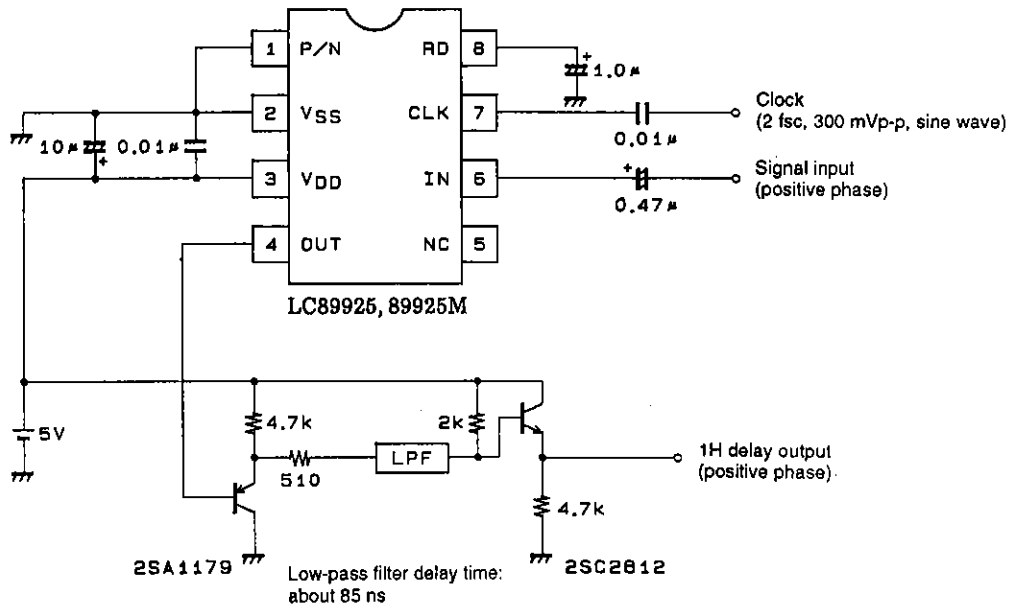 1 P/N RD 8
+
1.0μ
2 VSS CLK 7
0.01μ
Clock
(2 fsc, 300 mVp-p, sine wave)
10μ 0.01μ
+
3 VDD IN 6
+
0.47μ
Signal input
(positive phase)
4 OUT NC 5
LC89925, 89925M
5V
4.7k
2k
510
LPF
1H delay output
(positive phase)
4.7k
2SA1179
2SC2812
Low-pass filter delay time:
about 85 ns